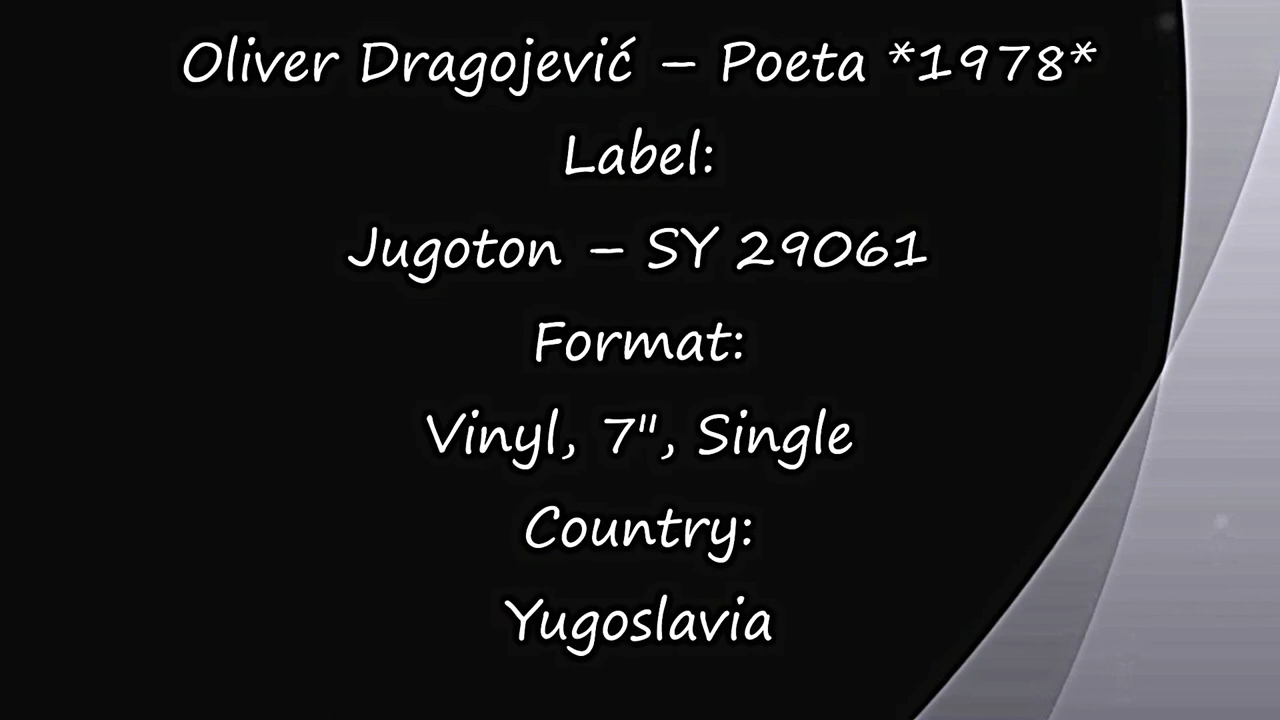 Oliver Dragojević – Poeta *1978*
Label:
Jugoton – SY 29061
Format:
Vinyl, 7", Single
Country:
Yugoslavia